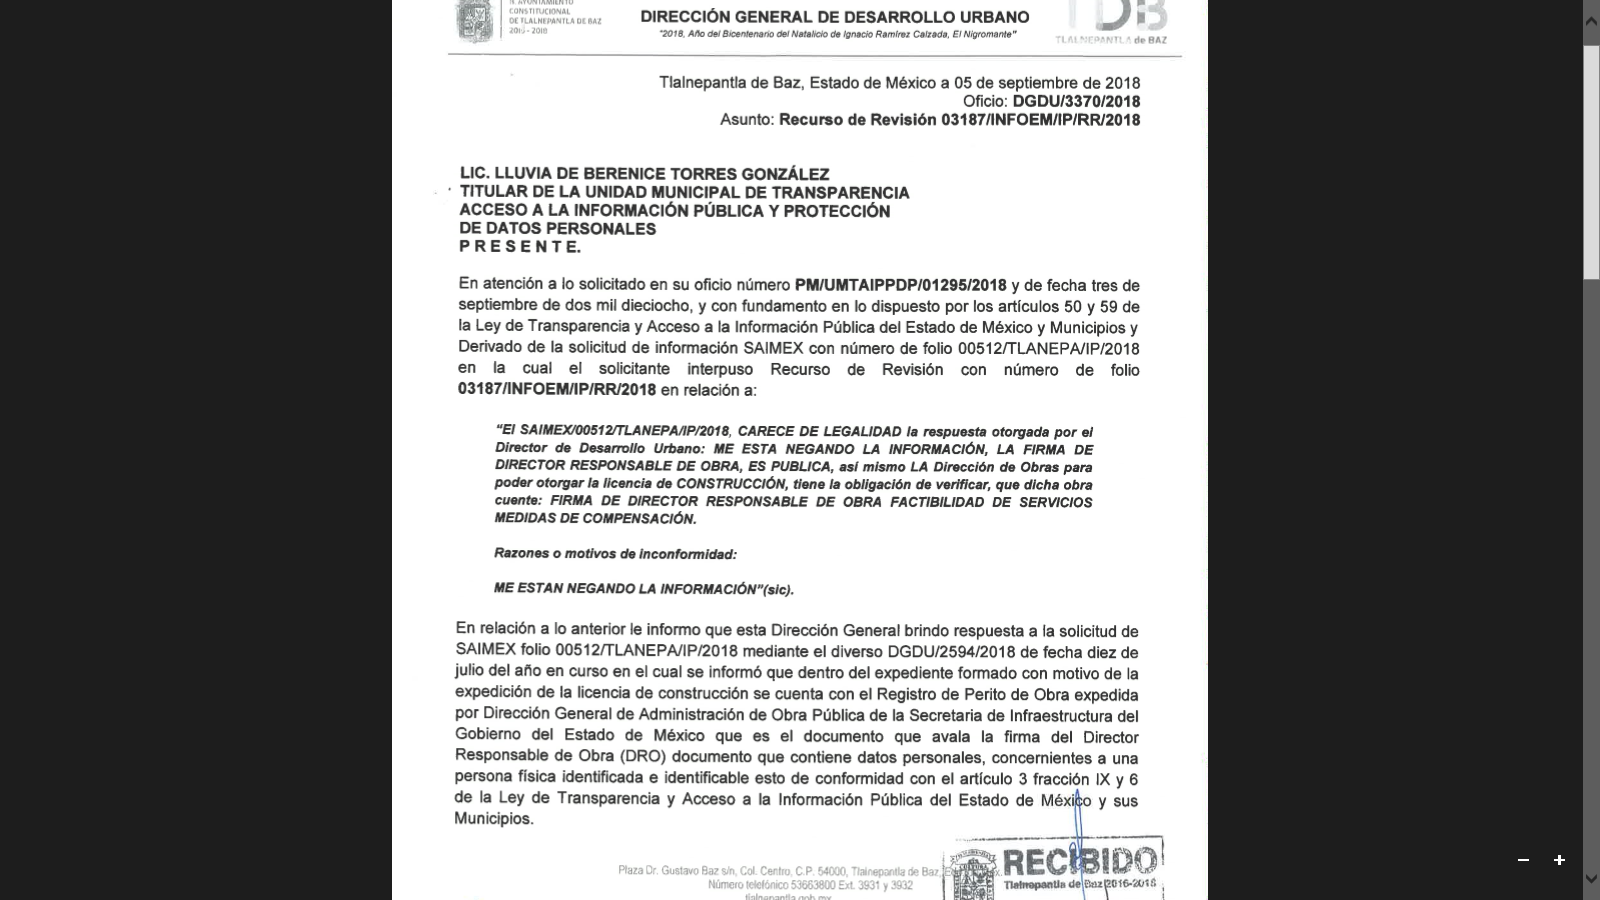 H. AYUNTAMIENTO
CONSTITUCIONAL
DE TLALNEPANTLA DE BAZ
2016 - 2018
DIRECCIÓN GENERAL DE DESARROLLO URBANO
"2018, Año del Bicentenario del Natalicio de Ignacio Ramírez Calzada, El Nigromante"
TLALNEPANTLA de BAZ
Tlalnepantla de Baz, Estado de México a 05 de septiembre de 2018
Oficio: DGDU/3370/2018
Asunto: Recurso de Revisión 03187/INFOEM/IP/RR/2018
LIC. LLUVIA DE BERENICE TORRES GONZÁLEZ
TITULAR DE LA UNIDAD MUNICIPAL DE TRANSPARENCIA
ACCESO A LA INFORMACIÓN PÚBLICA Y PROTECCIÓN
DE DATOS PERSONALES
P R E S E N T E.
En atención a lo solicitado en su oficio número PM/UMTAIPPDP/01295/2018 y de fecha tres de
septiembre de dos mil dieciocho, y con fundamento en lo dispuesto por los artículos 50 y 59 de
la Ley de Transparencia y Acceso a la Información Pública del Estado de México y Municipios y
Derivado de la solicitud de información SAIMEX con número de folio 00512/TLANEPA/IP/2018
en la cual el solicitante interpuso Recurso de Revisión con número de folio
03187/INFOEM/IP/RR/2018 en relación a:
"El SAIMEX/00512/TLANEPA/IP/2018, CARECE DE LEGALIDAD la respuesta otorgada por el
Director de Desarrollo Urbano: ME ESTA NEGANDO LA INFORMACIÓN, LA FIRMA DE
DIRECTOR RESPONSABLE DE OBRA, ES PUBLICA, así mismo LA Dirección de Obras para
poder otorgar la licencia de CONSTRUCCIÓN, tiene la obligación de verificar, que dicha obra
cuente: FIRMA DE DIRECTOR RESPONSABLE DE OBRA FACTIBILIDAD DE SERVICIOS
MEDIDAS DE COMPENSACIÓN.
Razones o motivos de inconformidad:
ME ESTAN NEGANDO LA INFORMACIÓN"(sic).
En relación a lo anterior le informo que esta Dirección General brindo respuesta a la solicitud de
SAIMEX folio 00512/TLANEPA/IP/2018 mediante el diverso DGDU/2594/2018 de fecha diez de
julio del año en curso en el cual se informó que dentro del expediente formado con motivo de la
expedición de la licencia de construcción se cuenta con el Registro de Perito de Obra expedida
por Dirección General de Administración de Obra Pública de la Secretaria de Infraestructura del
Gobierno del Estado de México que es el documento que avala la firma del Director
Responsable de Obra (DRO) documento que contiene datos personales, concernientes a una
persona física identificada e identificable esto de conformidad con el artículo 3 fracción IX y 6
de la Ley de Transparencia y Acceso a la Información Pública del Estado de México y sus
Municipios.
Plaza Dr. Gustavo Baz s/n, Col. Centro, C.P. 54000, Tlalnepantla de Baz,
Número telefónico 53663800 Ext. 3931 y 3932
tlalnepantla.gob.mx
RECIBIDO
Tlalnepantla de Baz 2016-2018